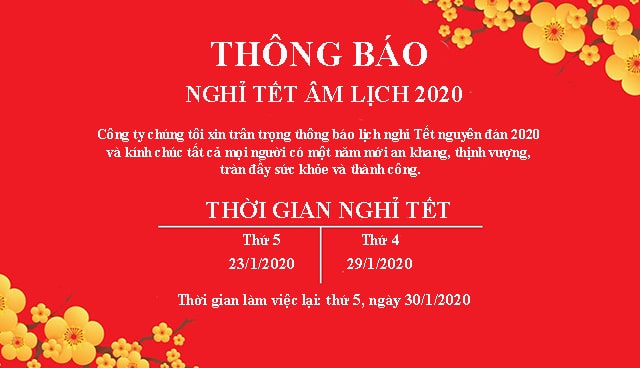 THÔNG BÁO
NGHỈ TẾT ÂM LỊCH 2020
Công ty chúng tôi xin trân trọng thông báo lịch nghỉ Tết nguyên đán 2020
và kính chúc tất cả mọi người có một năm mới an khang, thịnh vượng,
tràn đầy sức khỏe và thành công.
THỜI GIAN NGHỈ TẾT
Thứ 5 Thứ 4
23/1/2020 29/1/2020
Thời gian làm việc lại: thứ 5, ngày 30/1/2020